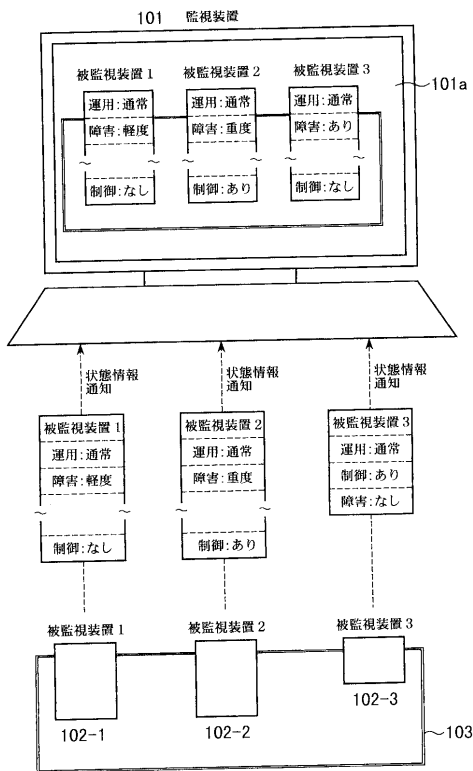 101 監視装置
被監視装置1
被監視装置2
被監視装置3
101a
運用:通常
障害:軽度
制御:なし
運用:通常
障害:重度
制御:あり
運用:通常
障害:あり
制御:なし
状態情報
通知
状態情報
通知
状態情報
通知
被監視装置1
運用:通常
障害:軽度
制御:なし
被監視装置2
運用:通常
障害:重度
制御:あり
被監視装置3
運用:通常
制御:あり
障害:なし
被監視装置1
被監視装置2
被監視装置3
102-1
102-2
102-3
103